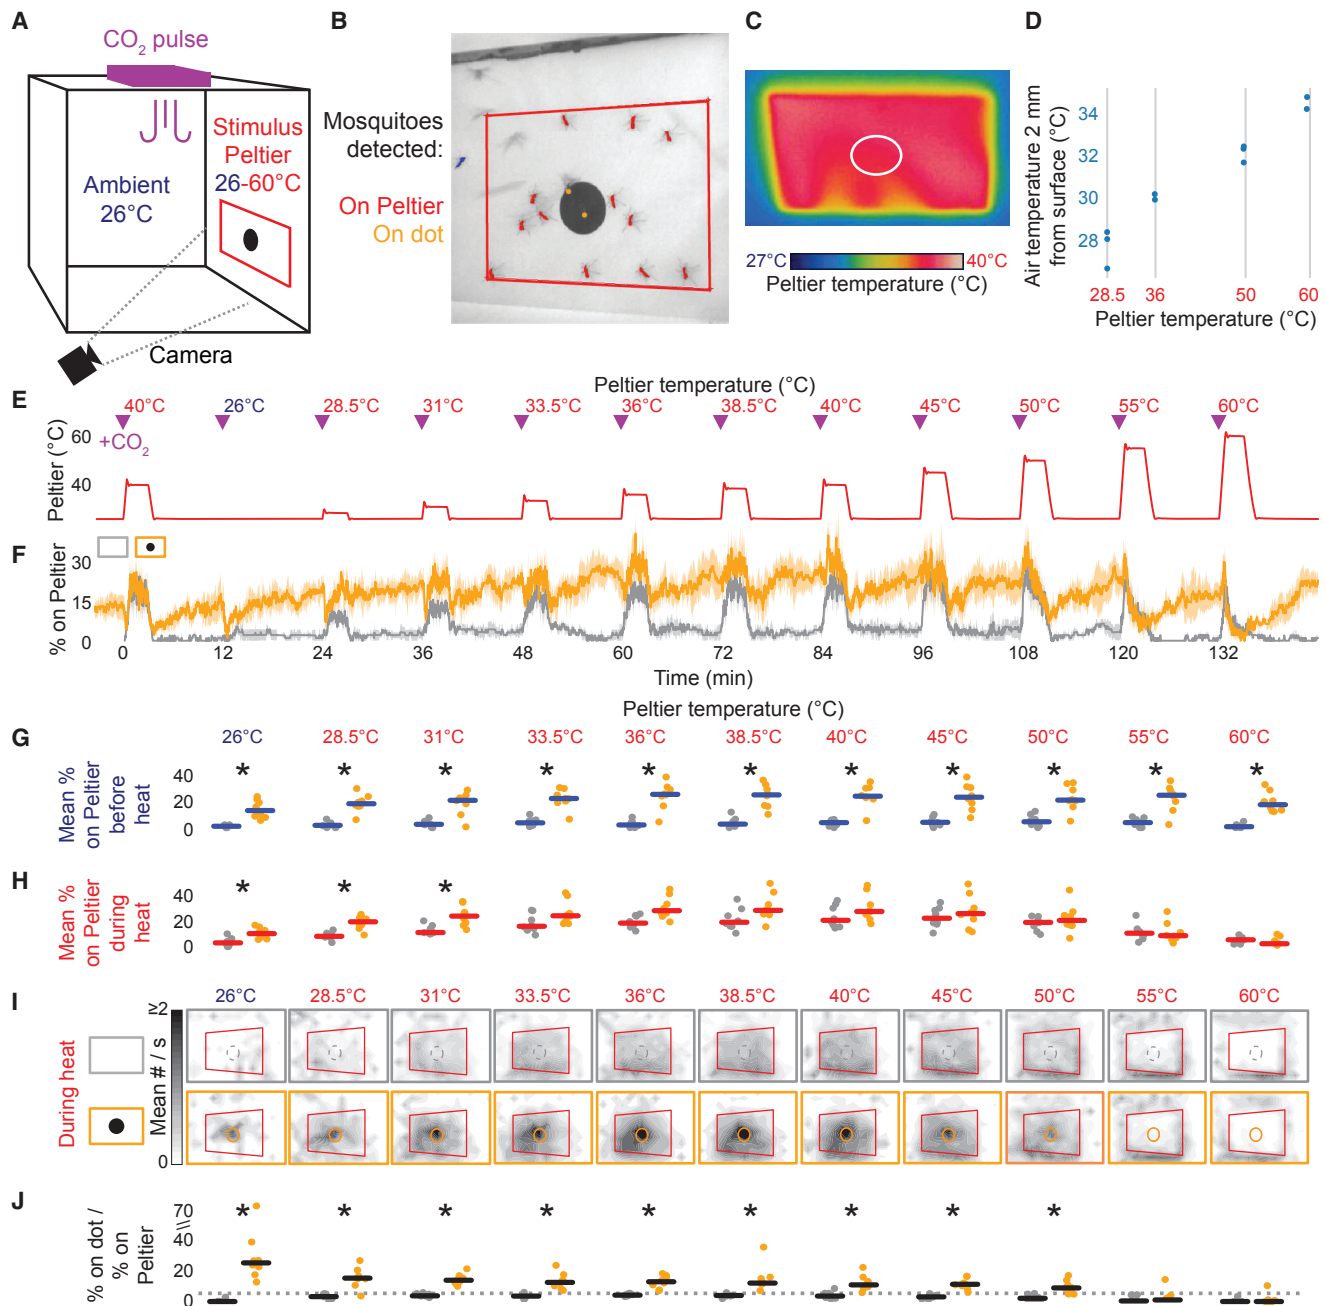 A
CO2 pulse
Ambient
26°C
Stimulus
Peltier
26-60°C
Camera
B
Mosquitoes
detected:
On Peltier
On dot
C
27°C
40°C
Peltier temperature (°C)
D
Air temperature 2 mm
from surface (°C)
34
32
30
28
28.5 36 50 60
Peltier temperature (°C)
Peltier temperature (°C)
E
40°C 26°C 28.5°C 31°C 33.5°C 36°C 38.5°C 40°C 45°C 50°C 55°C 60°C
+CO2
Peltier (°C)
60
40
F
% on Peltier
30
15
0
0 12 24 36 48 60 72 84 96 108 120 132
Time (min)
Peltier temperature (°C)
G
26°C 28.5°C 31°C 33.5°C 36°C 38.5°C 40°C 45°C 50°C 55°C 60°C
Mean %
on Peltier
before
heat
40
20
0
* * * * * * * * * * *
H
Mean %
on Peltier
during
heat
40
20
0
* * *
I
26°C 28.5°C 31°C 33.5°C 36°C 38.5°C 40°C 45°C 50°C 55°C 60°C
During heat
Mean # / s
≥2
0
J
% on dot /
% on
Peltier
70
40
20
0
* * * * * * * * *